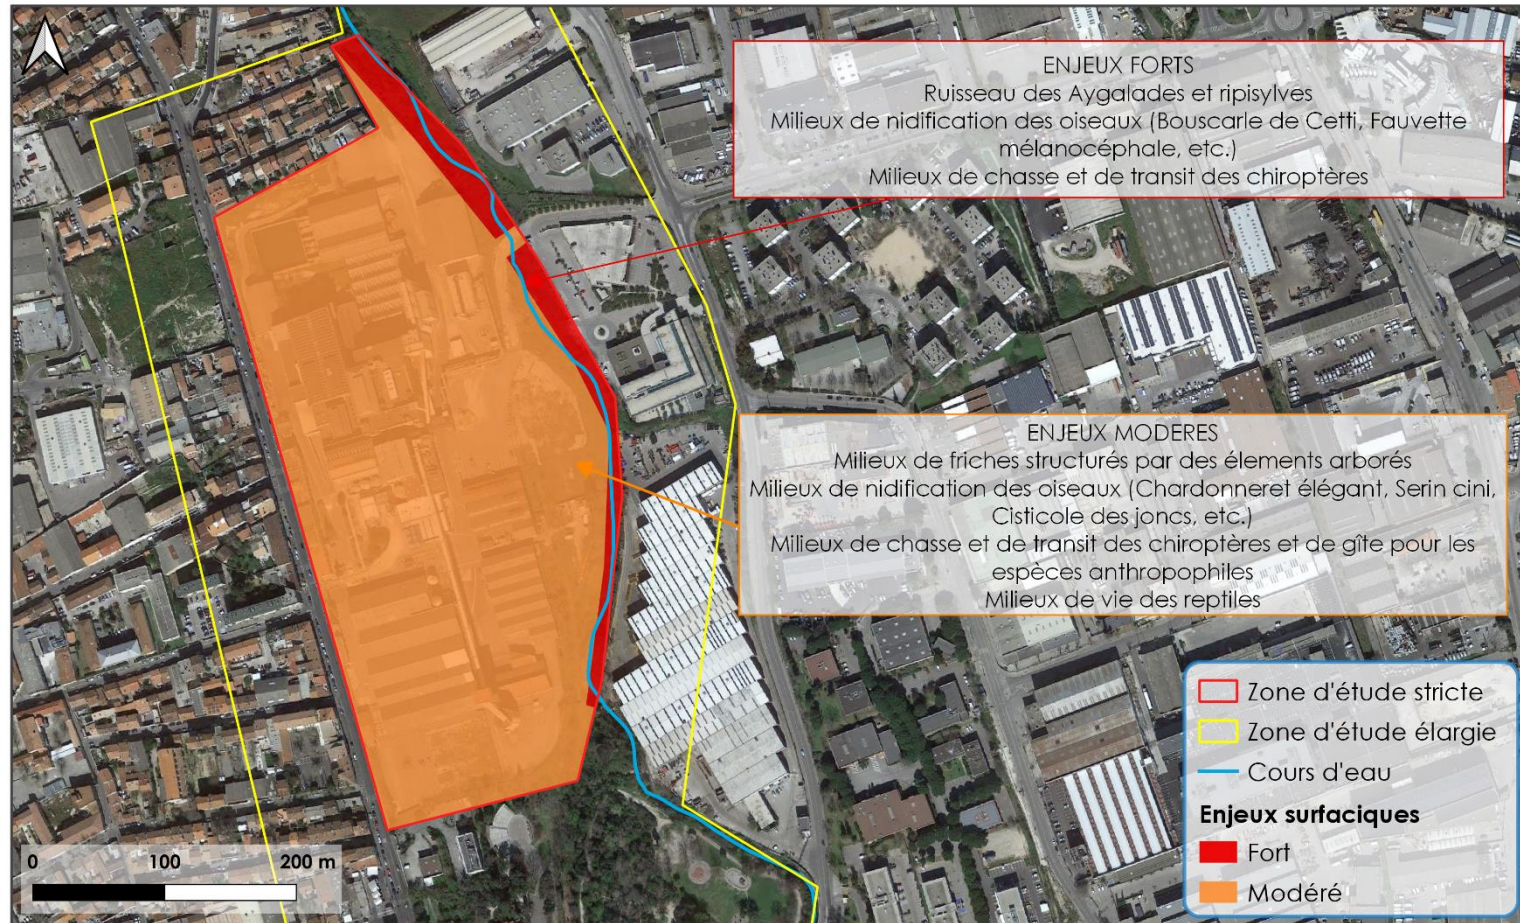 ENJEUX FORTS
Ruisseau des Aygalades et ripisylves
Milieux de nidification des oiseaux (Bouscarle de Cetti, Fauvette
mélanocéphale, etc.)
Milieux de chasse et de transit des chiroptères
ENJEUX MODERES
Milieux de friches structurés par des élements arborés
Milieux de nidification des oiseaux (Chardonneret élégant, Serin cini,
Cisticole des joncs, etc.)
Milieux de chasse et de transit des chiroptères et de gîte pour les
espèces anthropophiles
Milieux de vie des reptiles
Zone d'étude stricte
Zone d'étude élargie
Cours d'eau
Enjeux surfaciques
Fort
Modéré
0 100 200 m